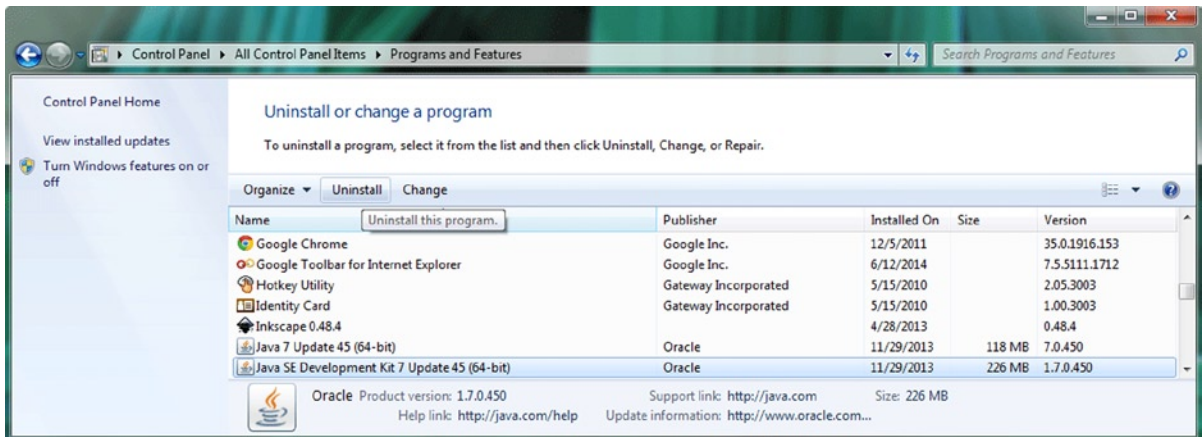 Control Panel All Control Panel Items Programs and Features Search Programs and Features
Control Panel Home
View installed updates
Turn Windows features on or
off
Uninstall or change a program
To uninstall a program, select it from the list and then click Uninstall, Change, or Repair.
Organize Uninstall Change
Name Publisher Installed On Size Version
Uninstall this program.
Google Chrome Google Inc. 12/5/2011 35.0.1916.153
Google Toolbar for Internet Explorer Google Inc. 6/12/2014 7.5.5111.1712
Hotkey Utility Gateway Incorporated 5/15/2010 2.05.3003
Identity Card Gateway Incorporated 5/15/2010 1.00.3003
Inkscape 0.48.4 4/28/2013 0.48.4
Java 7 Update 45 (64-bit) Oracle 11/29/2013 118 MB 7.0.450
Java SE Development Kit 7 Update 45 (64-bit) Oracle 11/29/2013 226 MB 1.7.0.450
Oracle Product version: 1.7.0.450 Support link: http://java.com Size: 226 MB
Help link: http://java.com/help Update information: http://www.oracle.com...